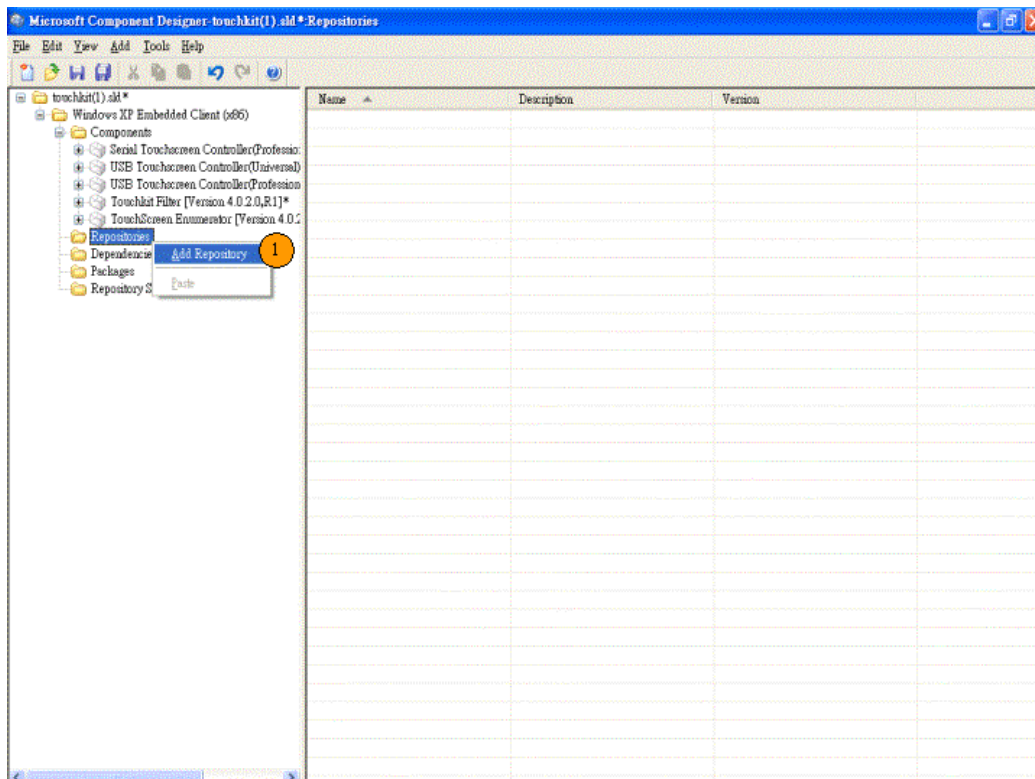 Microsoft Component Designer-touchkit(1).sld*:Repositories
File Edit View Add Tools Help
touchkit(1).sld*
Name Description Version
Windows XP Embedded Client (x86)
Components
Serial Touchscreen Controller(Professio
USB Touchscreen Controller(Universal)
USB Touchscreen Controller(Profession
Touchkit Filter [Version 4.0.2.0,R1]*
TouchScreen Enumerator [Version 4.0.2
Repositories
Dependencie Add Repository 1
Packages
Repository S Paste